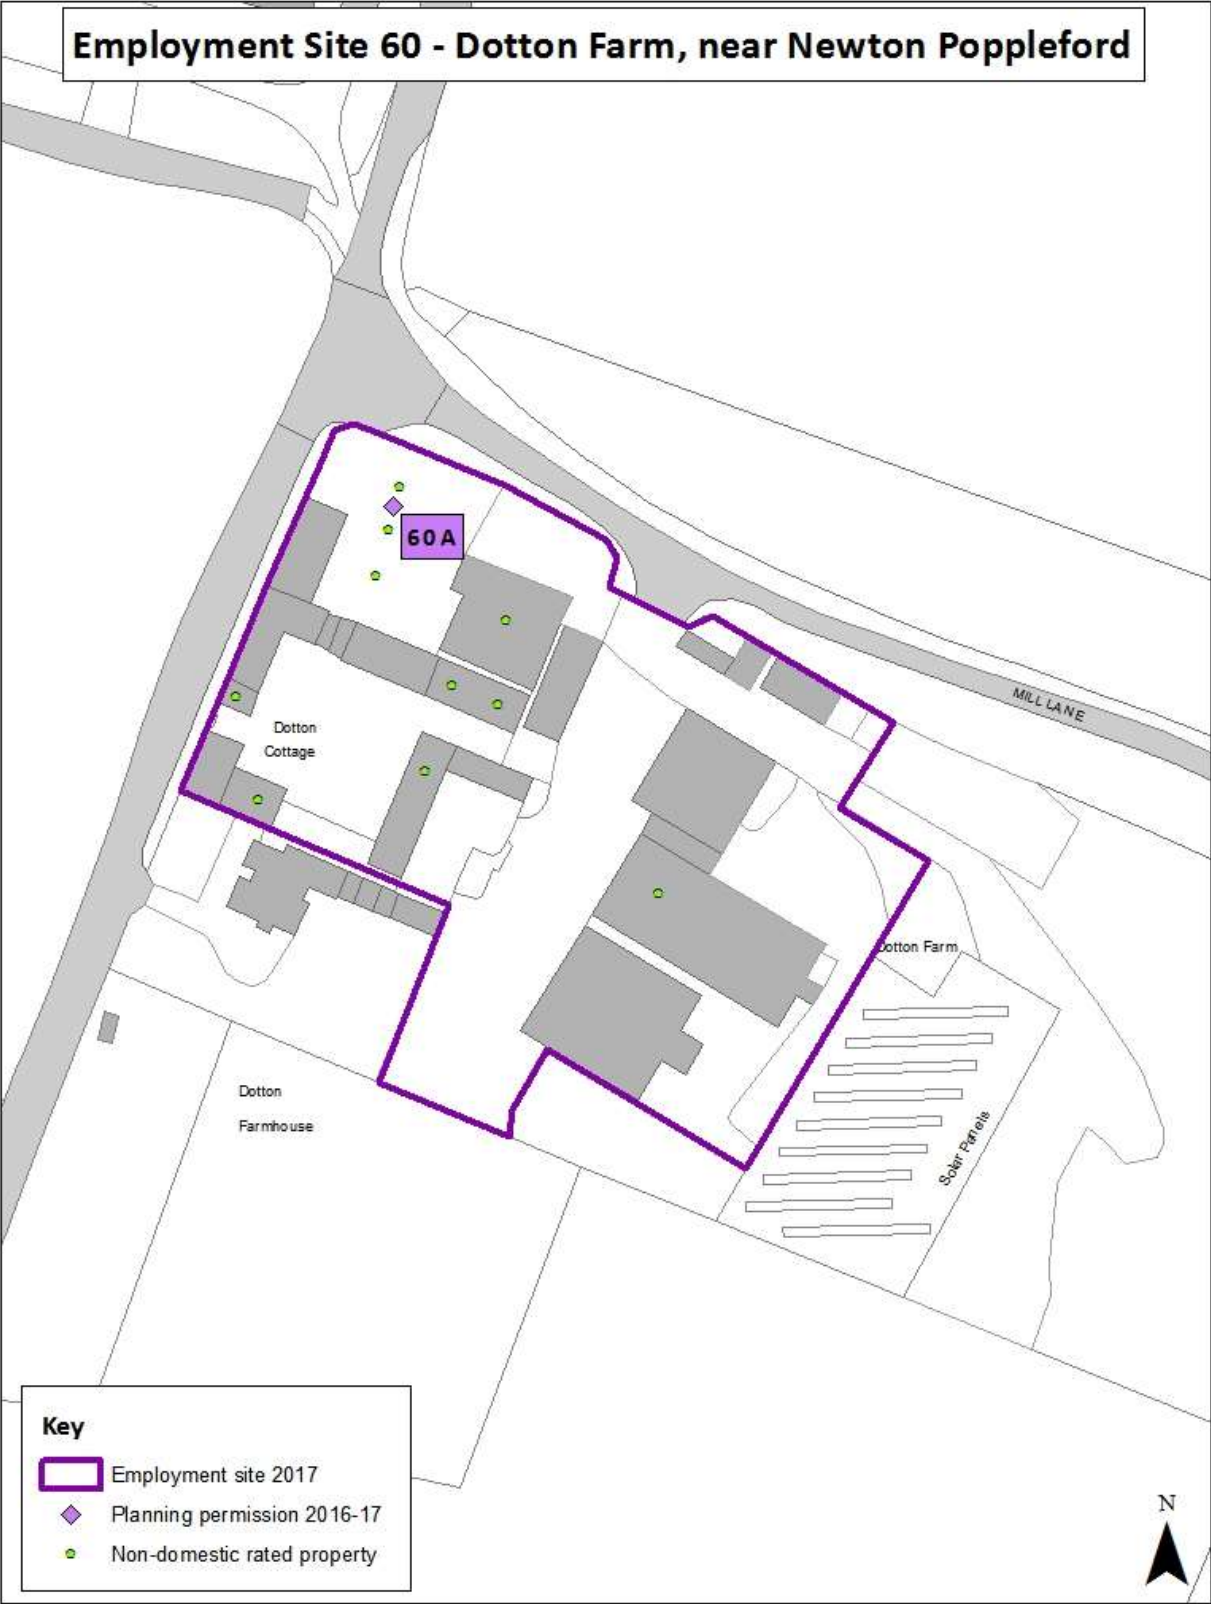 Employment Site 60 - Dotton Farm, near Newton Poppleford
60 A
MILL LANE
Dotton
Cottage
Dotton Farm
Solar Panels
Dotton
Farmhouse
Key
Employment site 2017
Planning permission 2016-17
Non-domestic rated property
N